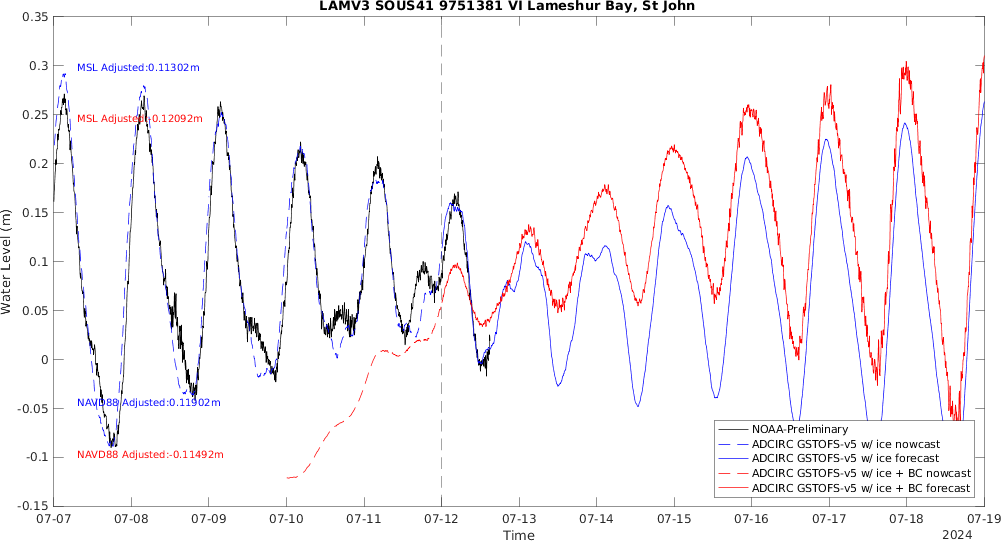 LAMV3 SOUS41 9751381 VI Lameshur Bay, St John
0.35
0.3
0.25
0.2
0.15
0.1
0.05
0
-0.05
-0.1
-0.15
Water Level (m)
MSL Adjusted:0.11302m
MSL Adjusted:-0.12092m
NAVD88 Adjusted:0.11902m
NAVD88 Adjusted:-0.11492m
NOAA-Preliminary
ADCIRC GSTOFS-v5 w/ ice nowcast
ADCIRC GSTOFS-v5 w/ ice forecast
ADCIRC GSTOFS-v5 w/ ice + BC nowcast
ADCIRC GSTOFS-v5 w/ ice + BC forecast
07-07 07-08 07-09 07-10 07-11 07-12 07-13 07-14 07-15 07-16 07-17 07-18 07-19
Time
2024